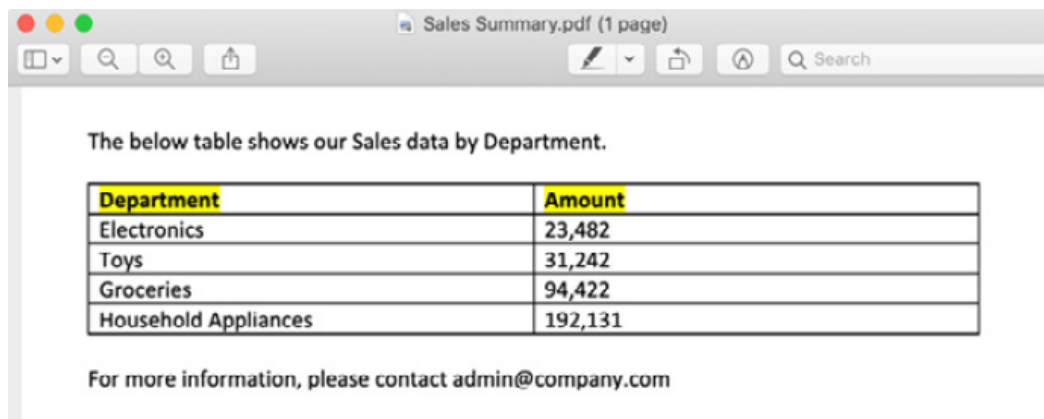 Sales Summary.pdf (1 page)
Search
The below table shows our Sales data by Department.
Department Amount
Electronics 23,482
Toys 31,242
Groceries 94,422
Household Appliances 192,131
For more information, please contact admin@company.com